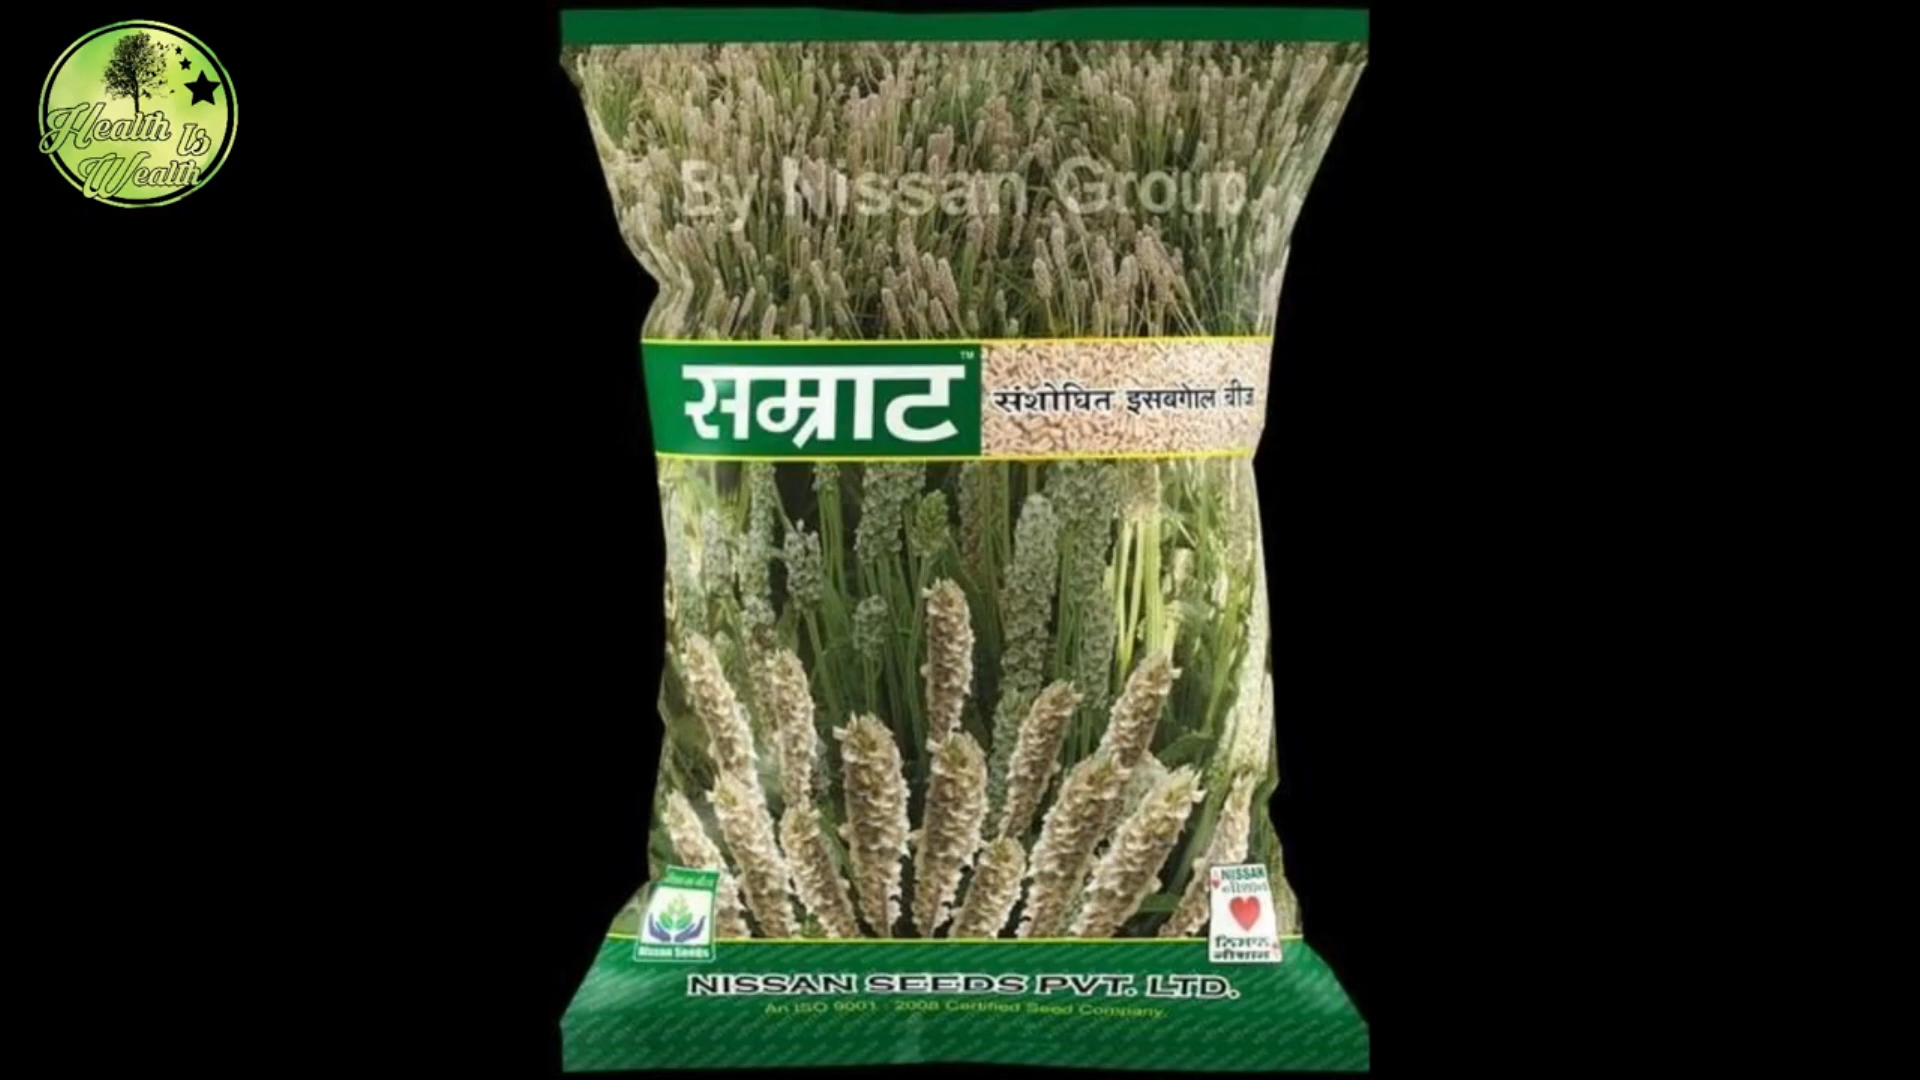 Health Is
Wealth
By Nissan Group.
सम्राट
TM
संशोधित इसबगोल बीज
Nissan Seeds
NISSAN
नीशान
NISSAN SEEDS PVT. LTD.
An ISO 9001 : 2008 Certified Seed Company.